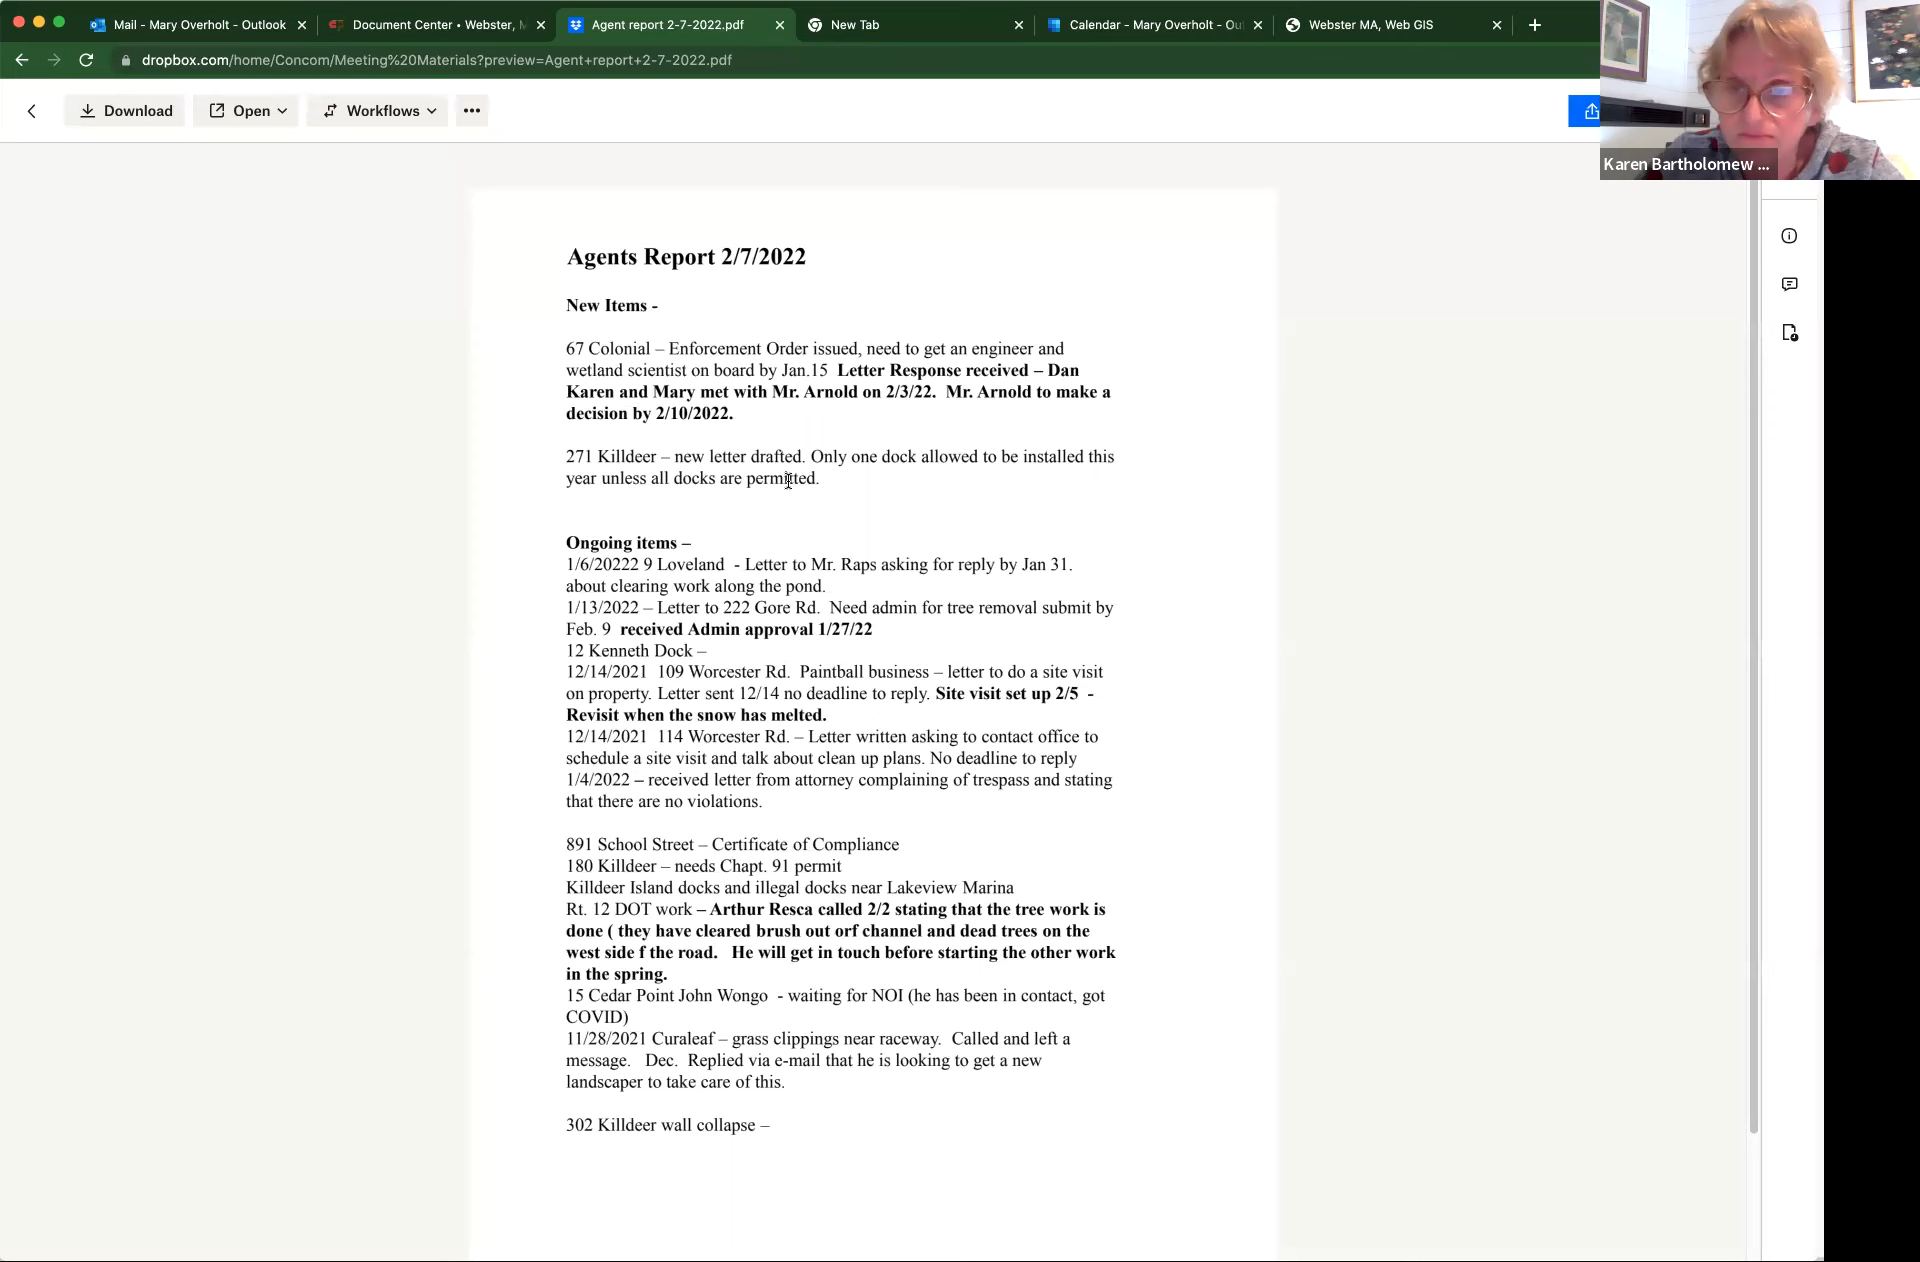 Mail - Mary Overholt - Outlook
Document Center • Webster, M
Agent report 2-7-2022.pdf
New Tab
Calendar - Mary Overholt - Ou
Webster MA, Web GIS
dropbox.com/home/Concom/Meeting%20Materials?preview=Agent+report+2-7-2022.pdf
Download
Open
Workflows
Karen Bartholomew ...
Agents Report 2/7/2022
New Items -
67 Colonial – Enforcement Order issued, need to get an engineer and
wetland scientist on board by Jan.15  Letter Response received – Dan
Karen and Mary met with Mr. Arnold on 2/3/22.  Mr. Arnold to make a
decision by 2/10/2022.
271 Killdeer – new letter drafted. Only one dock allowed to be installed this
year unless all docks are permitted.
Ongoing items –
1/6/20222 9 Loveland  - Letter to Mr. Raps asking for reply by Jan 31.
about clearing work along the pond.
1/13/2022 – Letter to 222 Gore Rd.  Need admin for tree removal submit by
Feb. 9  received Admin approval 1/27/22
12 Kenneth Dock –
12/14/2021  109 Worcester Rd.  Paintball business – letter to do a site visit
on property. Letter sent 12/14 no deadline to reply. Site visit set up 2/5  -
Revisit when the snow has melted.
12/14/2021  114 Worcester Rd. – Letter written asking to contact office to
schedule a site visit and talk about clean up plans. No deadline to reply
1/4/2022 – received letter from attorney complaining of trespass and stating
that there are no violations.
891 School Street – Certificate of Compliance
180 Killdeer – needs Chapt. 91 permit
Killdeer Island docks and illegal docks near Lakeview Marina
Rt. 12 DOT work – Arthur Resca called 2/2 stating that the tree work is
done ( they have cleared brush out orf channel and dead trees on the
west side f the road.   He will get in touch before starting the other work
in the spring.
15 Cedar Point John Wongo  - waiting for NOI (he has been in contact, got
COVID)
11/28/2021 Curaleaf – grass clippings near raceway.  Called and left a
message.   Dec.  Replied via e-mail that he is looking to get a new
landscaper to take care of this.
302 Killdeer wall collapse –